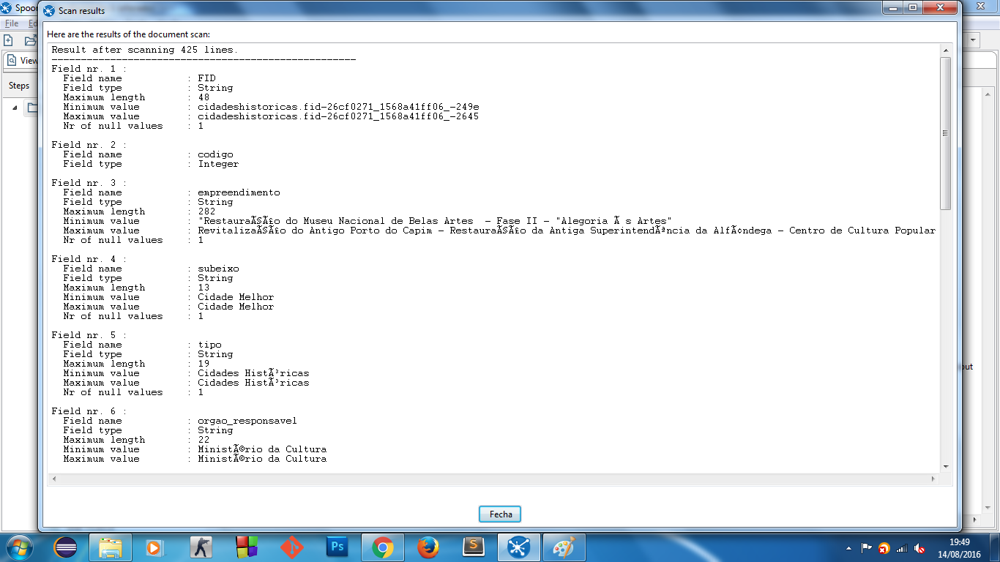 Spoon
Scan results
File
Ed
Here are the results of the document scan:
View
Steps
Result after scanning 425 lines.
----------------------------------------------------
Field nr. 1 :
Field name : FID
Field type : String
Maximum length : 48
Minimum value : cidadeshistoricas.fid-26cf0271_1568a41ff06_-249e
Maximum value : cidadeshistoricas.fid-26cf0271_1568a41ff06_-2645
Nr of null values : 1
Field nr. 2 :
Field name : codigo
Field type : Integer
Field nr. 3 :
Field name : empreendimento
Field type : String
Maximum length : 282
Minimum value : "RestauraÃ§Ã£o do Museu Nacional de Belas Artes  - Fase II - "Alegoria Ã s Artes"
Maximum value : RevitalizaÃ§Ã£o do Antigo Porto do Capim - RestauraÃ§Ã£o da Antiga SuperintendÃªncia da AlfÃ¢ndega - Centro de Cultura Popular
Nr of null values : 1
Field nr. 4 :
Field name : subeixo
Field type : String
Maximum length : 13
Minimum value : Cidade Melhor
Maximum value : Cidade Melhor
Nr of null values : 1
Field nr. 5 :
Field name : tipo
Field type : String
Maximum length : 19
Minimum value : Cidades HistÃ³ricas
Maximum value : Cidades HistÃ³ricas
Nr of null values : 1
Field nr. 6 :
Field name : orgao_responsavel
Field type : String
Maximum length : 22
Minimum value : MinistÃ©rio da Cultura
Maximum value : MinistÃ©rio da Cultura
put
Fecha
Ps
S
19:49
14/08/2016